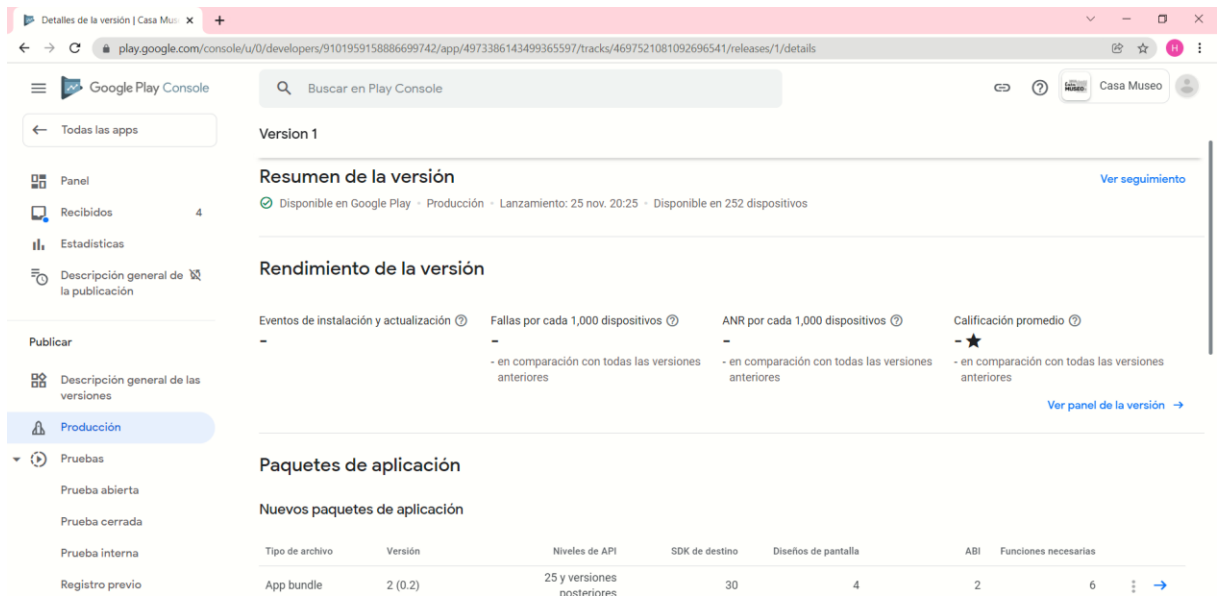 Detalles de la versión | Casa Mus
play.google.com/console/u/0/developers/9101959158886699742/app/4973386143499365597/tracks/4697521081092696541/releases/1/details
H
Google Play Console
Buscar en Play Console
Casa Museo
Todas las apps
Version 1
Panel
Recibidos 4
Estadísticas
Descripción general de
la publicación
Publicar
Descripción general de las
versiones
Producción
Pruebas
Prueba abierta
Prueba cerrada
Prueba interna
Registro previo
Resumen de la versión
Ver seguimiento
Disponible en Google Play · Producción · Lanzamiento: 25 nov. 20:25 · Disponible en 252 dispositivos
Rendimiento de la versión
Eventos de instalación y actualización
-
Fallas por cada 1,000 dispositivos
-
- en comparación con todas las versiones
anteriores
ANR por cada 1,000 dispositivos
-
- en comparación con todas las versiones
anteriores
Calificación promedio
- ★
- en comparación con todas las versiones
anteriores
Ver panel de la versión →
Paquetes de aplicación
Nuevos paquetes de aplicación
Tipo de archivo Versión Niveles de API SDK de destino Diseños de pantalla ABI Funciones necesarias
App bundle 2 (0.2) 25 y versiones posteriores 30 4 2 6